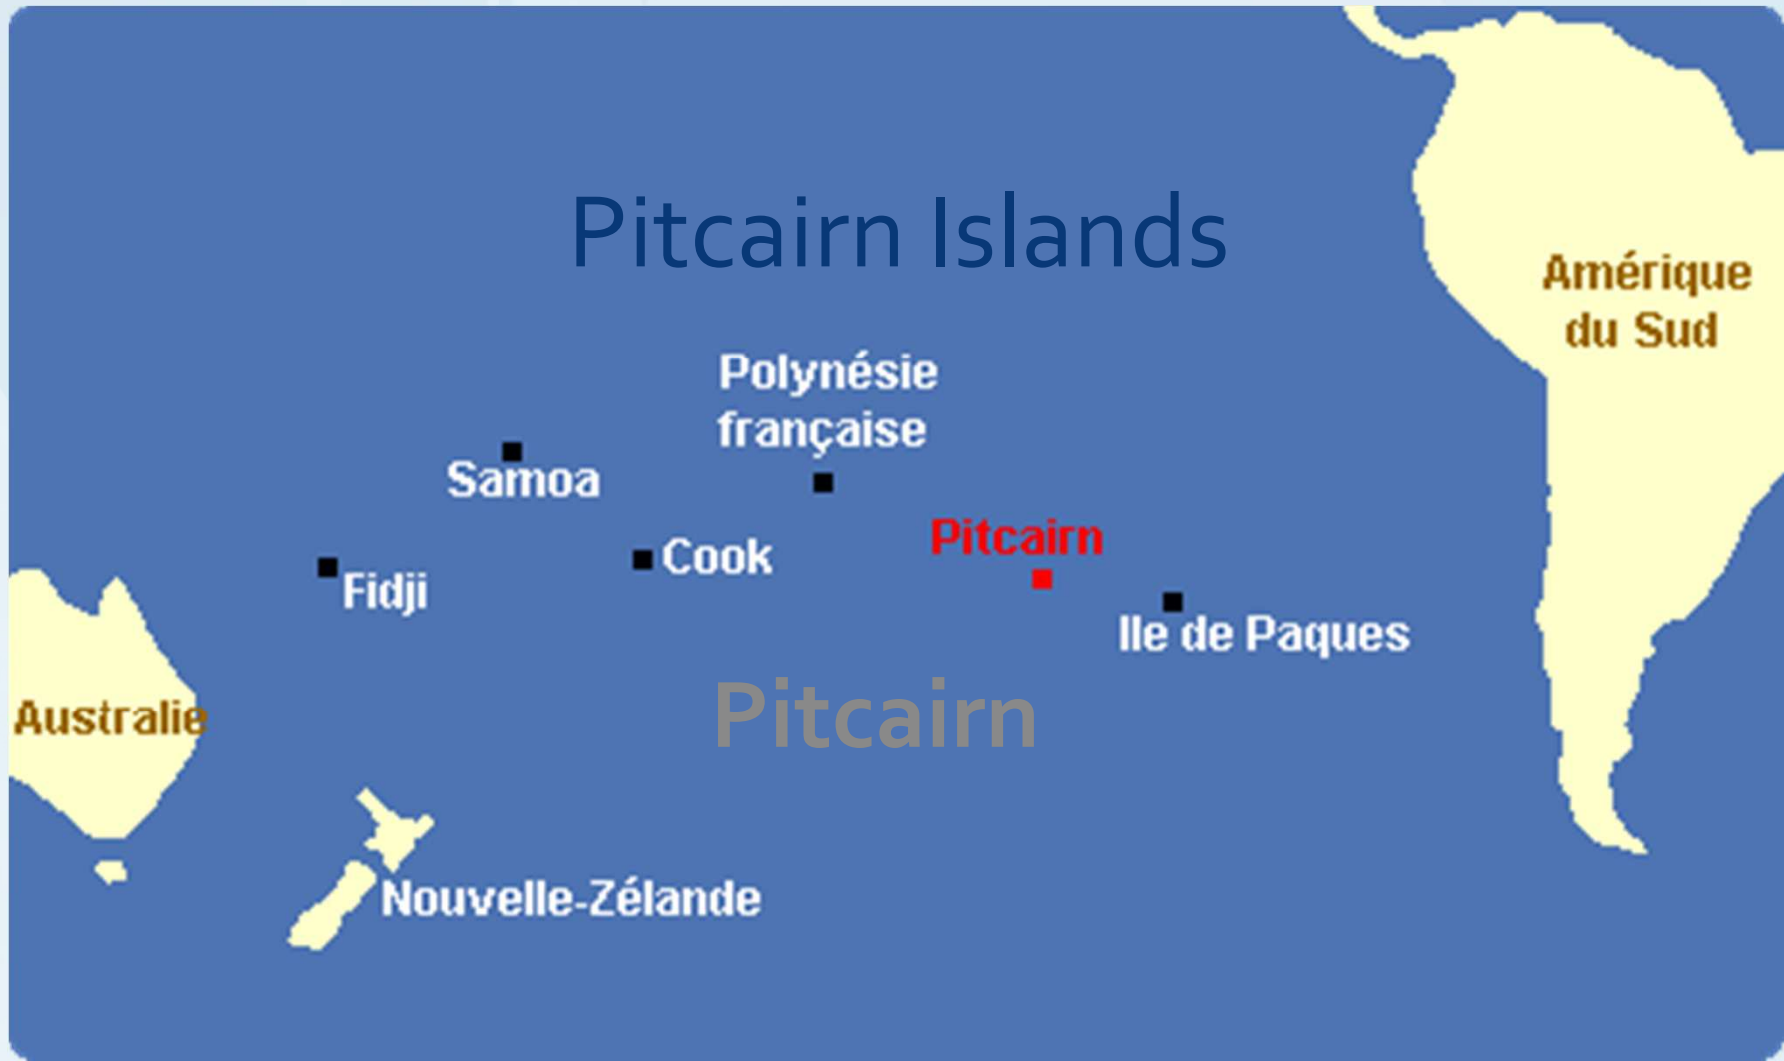 Pitcairn Islands
Amérique
du Sud
Polynésie
française
Samoa
Pitcairn
Cook
Fidji
Ile de Paques
Australie
Pitcairn
Nouvelle-Zélande